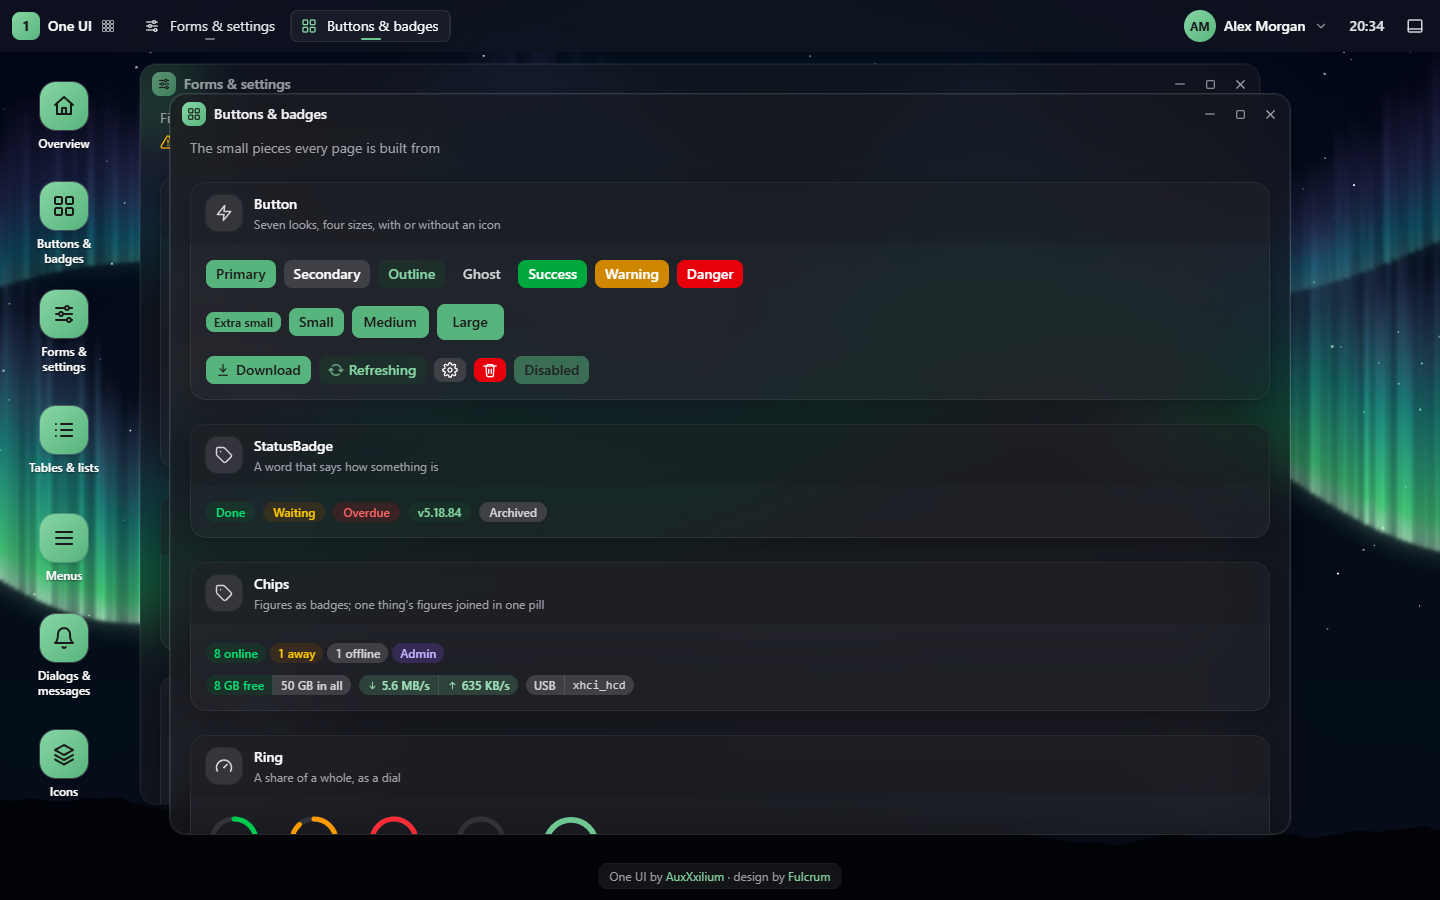 1 One UI Forms & settings Buttons & badges Alex Morgan AM 20:34
Overview
Buttons & badges
Forms & settings
Tables & lists
Menus
Dialogs & messages
Icons
Forms & settings
Buttons & badges
The small pieces every page is built from
Button
Seven looks, four sizes, with or without an icon
Primary Secondary Outline Ghost Success Warning Danger
Extra small Small Medium Large
Download Refreshing Disabled
StatusBadge
A word that says how something is
Done Waiting Overdue v5.18.84 Archived
Chips
Figures as badges; one thing's figures joined in one pill
8 online 1 away 1 offline Admin
8 GB free 50 GB in all ↓ 5.6 MB/s ↑ 635 KB/s USB xhci_hcd
Ring
A share of a whole, as a dial
One UI by AuxXxilium · design by Fulcrum